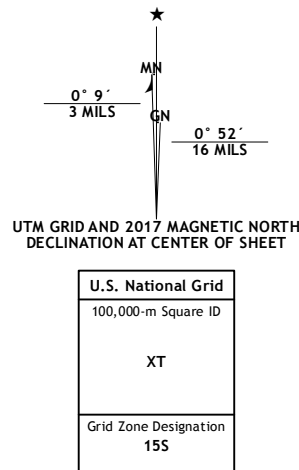 MN
0° 9´
3 MILS
GN
0° 52´
16 MILS
UTM GRID AND 2017 MAGNETIC NORTH
DECLINATION AT CENTER OF SHEET
U.S. National Grid
100,000-m Square ID
XT
Grid Zone Designation
15S